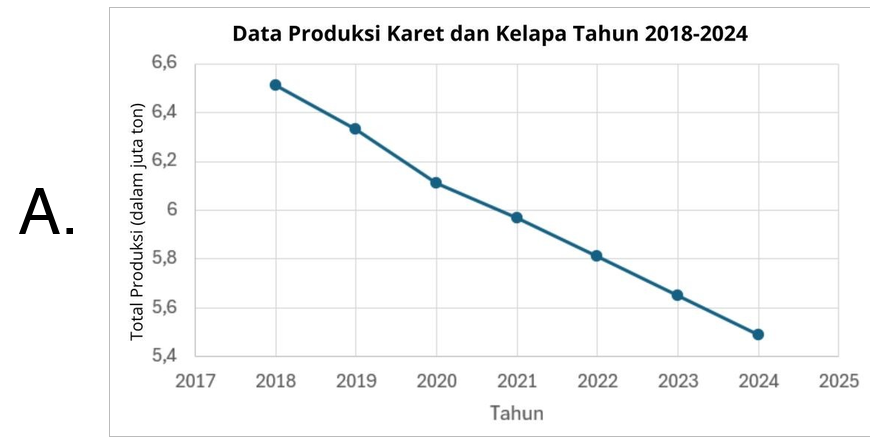 Data Produksi Karet dan Kelapa Tahun 2018-2024
A.
Total Produksi (dalam juta ton)
6,6
6,4
6,2
6
5,8
5,6
5,4
2017 2018 2019 2020 2021 2022 2023 2024 2025
Tahun